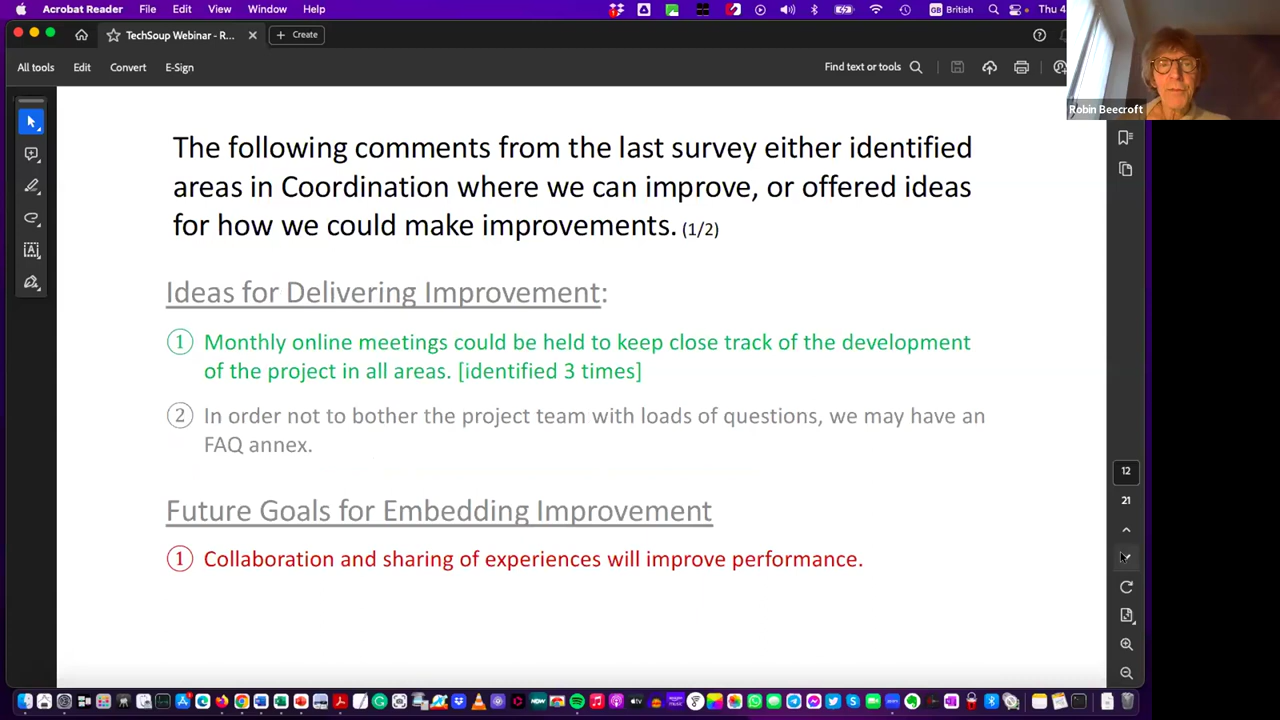 Acrobat Reader File Edit View Window Help British Thu 4
TechSoup Webinar - R... Create
All tools Edit Convert E-Sign Find text or tools
Robin Beecroft
The following comments from the last survey either identified
areas in Coordination where we can improve, or offered ideas
for how we could make improvements. (1/2)
Ideas for Delivering Improvement:
1 Monthly online meetings could be held to keep close track of the development
of the project in all areas. [identified 3 times]
2 In order not to bother the project team with loads of questions, we may have an
FAQ annex.
Future Goals for Embedding Improvement
1 Collaboration and sharing of experiences will improve performance.
12
21